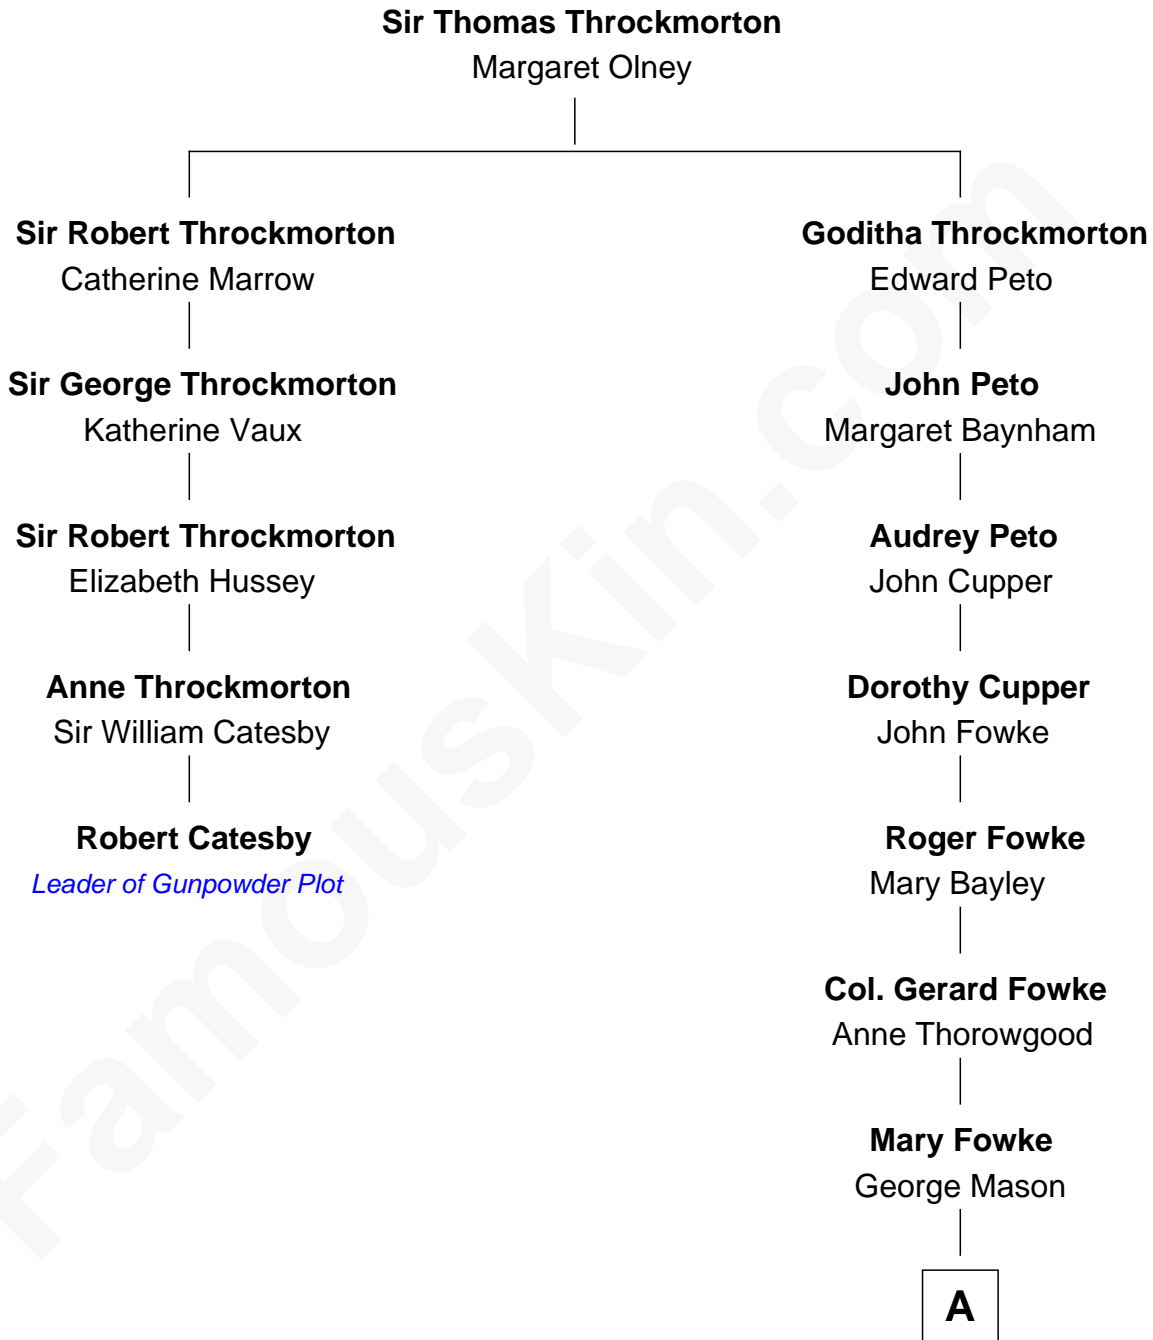 Sir Thomas Throckmorton
Margaret Olney
Sir Robert Throckmorton
Catherine Marrow
Sir George Throckmorton
Katherine Vaux
Sir Robert Throckmorton
Elizabeth Hussey
Anne Throckmorton
Sir William Catesby
Robert Catesby
Leader of Gunpowder Plot
Goditha Throckmorton
Edward Peto
John Peto
Margaret Baynham
Audrey Peto
John Cupper
Dorothy Cupper
John Fowke
Roger Fowke
Mary Bayley
Col. Gerard Fowke
Anne Thorowgood
Mary Fowke
George Mason
A
FamousKin.com